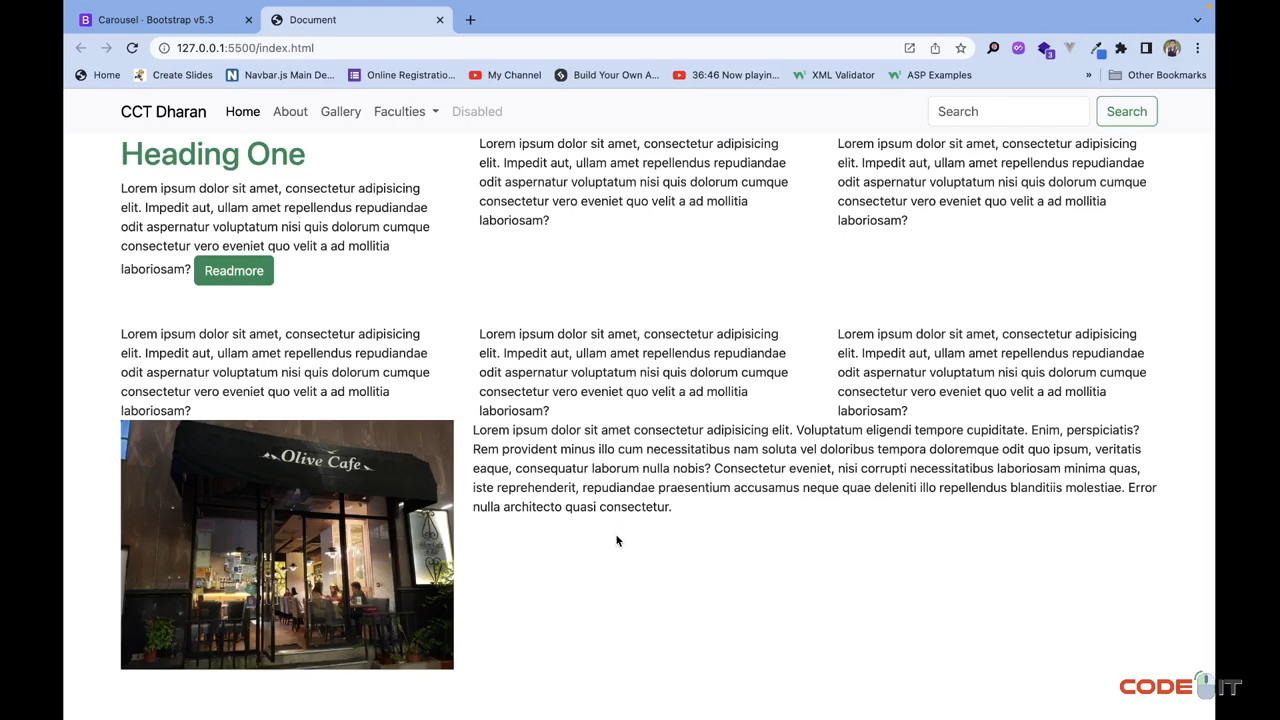 Carousel · Bootstrap v5.3
Document
127.0.0.1:5500/index.html
3
Home
Create Slides
Navbar.js Main De...
Online Registratio...
My Channel
Build Your Own A...
36:46 Now playin...
XML Validator
ASP Examples
»
Other Bookmarks
CCT Dharan
Home
About
Gallery
Faculties
Disabled
Search
Search
Heading One
Lorem ipsum dolor sit amet, consectetur adipisicing
elit. Impedit aut, ullam amet repellendus repudiandae
odit aspernatur voluptatum nisi quis dolorum cumque
consectetur vero eveniet quo velit a ad mollitia
laboriosam? Readmore
Lorem ipsum dolor sit amet, consectetur adipisicing
elit. Impedit aut, ullam amet repellendus repudiandae
odit aspernatur voluptatum nisi quis dolorum cumque
consectetur vero eveniet quo velit a ad mollitia
laboriosam?
Lorem ipsum dolor sit amet, consectetur adipisicing
elit. Impedit aut, ullam amet repellendus repudiandae
odit aspernatur voluptatum nisi quis dolorum cumque
consectetur vero eveniet quo velit a ad mollitia
laboriosam?
Lorem ipsum dolor sit amet, consectetur adipisicing
elit. Impedit aut, ullam amet repellendus repudiandae
odit aspernatur voluptatum nisi quis dolorum cumque
consectetur vero eveniet quo velit a ad mollitia
laboriosam?
Lorem ipsum dolor sit amet, consectetur adipisicing
elit. Impedit aut, ullam amet repellendus repudiandae
odit aspernatur voluptatum nisi quis dolorum cumque
consectetur vero eveniet quo velit a ad mollitia
laboriosam?
Lorem ipsum dolor sit amet, consectetur adipisicing
elit. Impedit aut, ullam amet repellendus repudiandae
odit aspernatur voluptatum nisi quis dolorum cumque
consectetur vero eveniet quo velit a ad mollitia
laboriosam?
Olive Cafe
Lorem ipsum dolor sit amet consectetur adipisicing elit. Voluptatum eligendi tempore cupiditate. Enim, perspiciatis?
Rem provident minus illo cum necessitatibus nam soluta vel doloribus tempora doloremque odit quo ipsum, veritatis
eaque, consequatur laborum nulla nobis? Consectetur eveniet, nisi corrupti necessitatibus laboriosam minima quas,
iste reprehenderit, repudiandae praesentium accusamus neque quae deleniti illo repellendus blanditiis molestiae. Error
nulla architecto quasi consectetur.
CODE IT